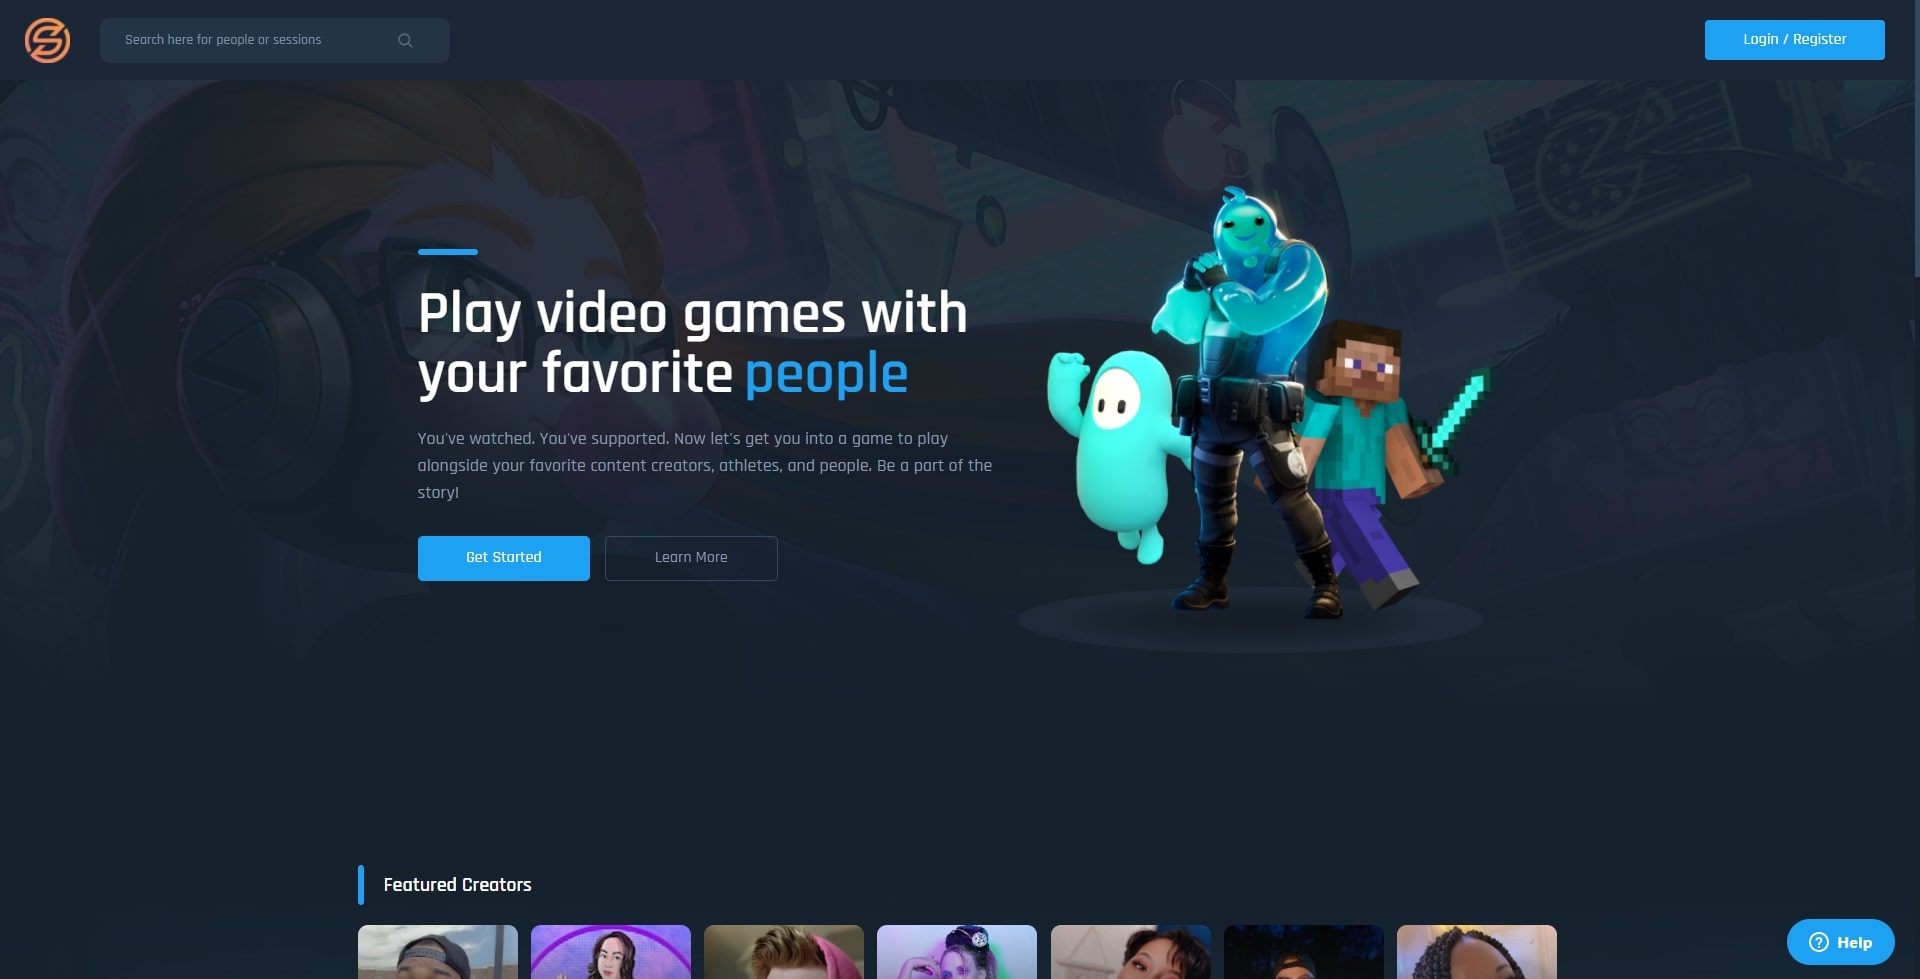 Search here for people or sessions
Login / Register
Play video games with
your favorite people
You've watched. You've supported. Now let's get you into a game to play
alongside your favorite content creators, athletes, and people. Be a part of the
story!
Get Started
Learn More
Featured Creators
Help